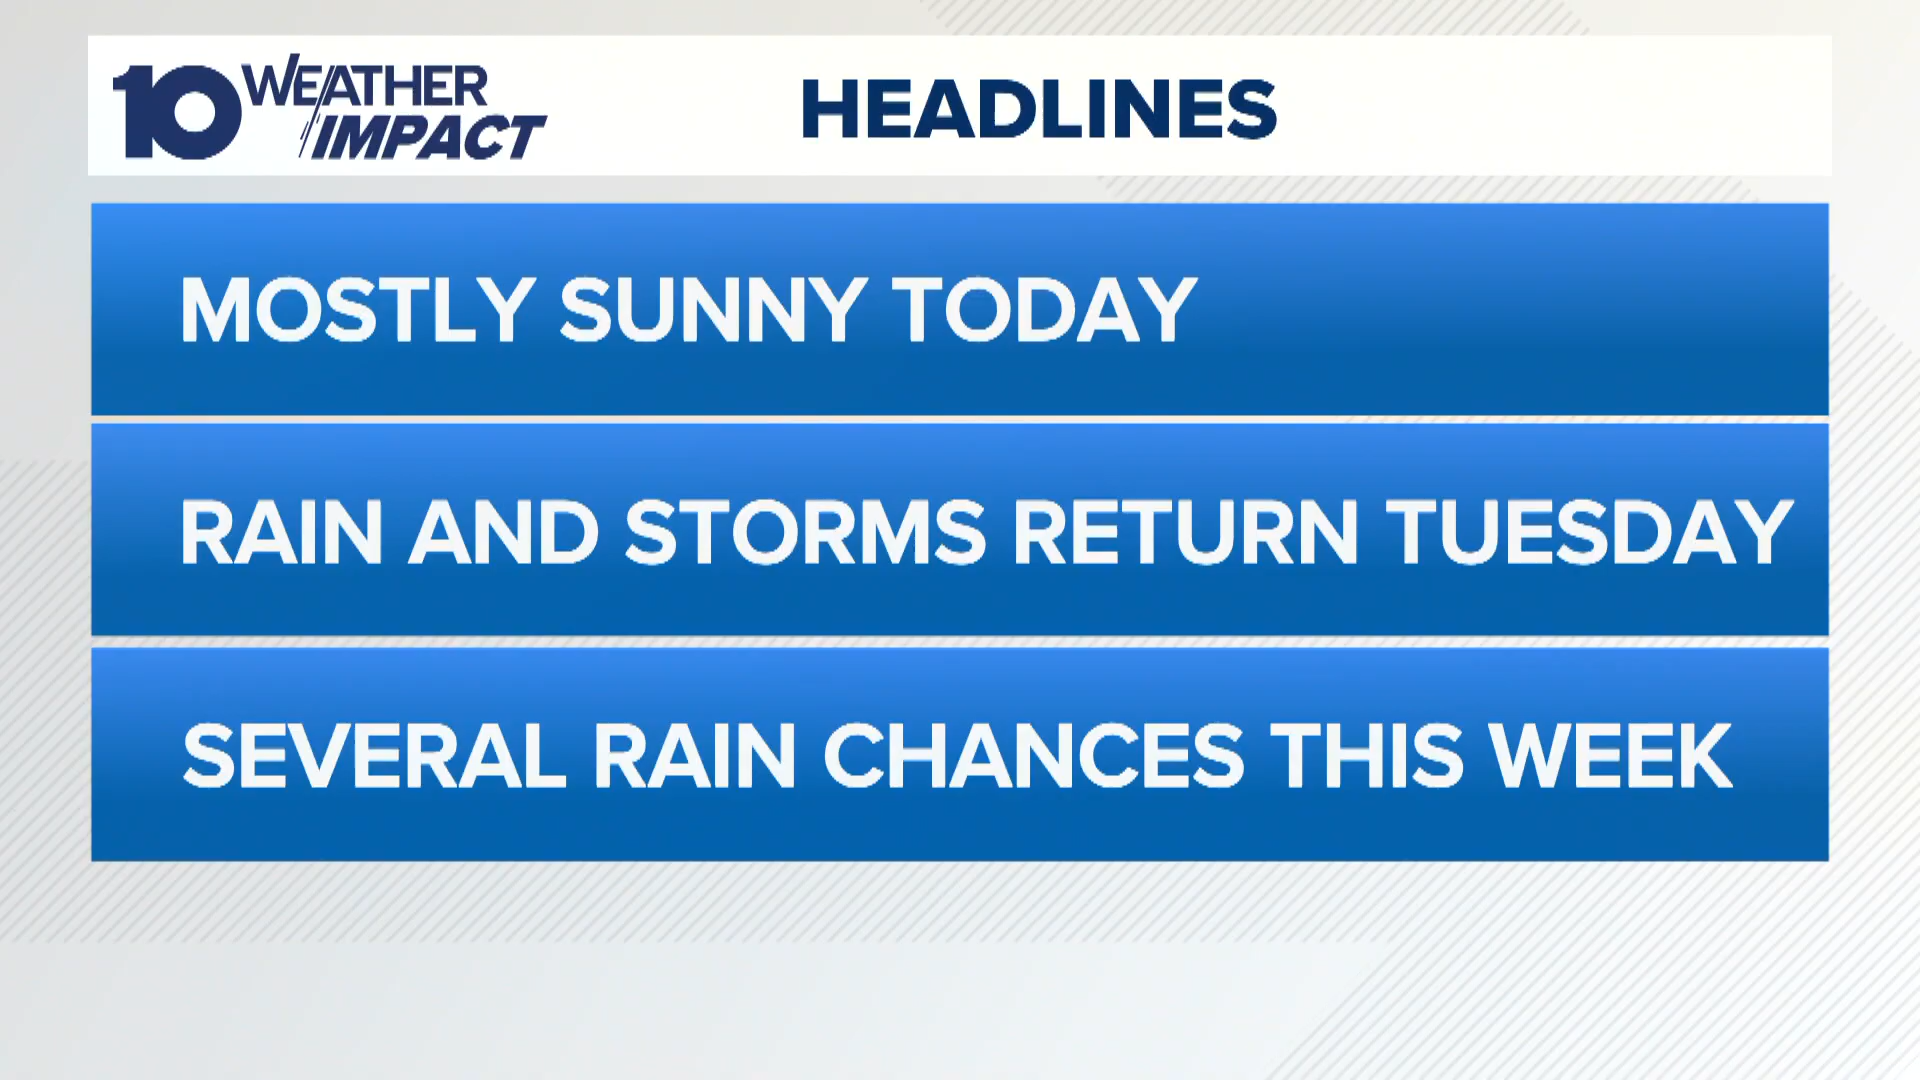 10 WEATHER IMPACT
HEADLINES
MOSTLY SUNNY TODAY
RAIN AND STORMS RETURN TUESDAY
SEVERAL RAIN CHANCES THIS WEEK